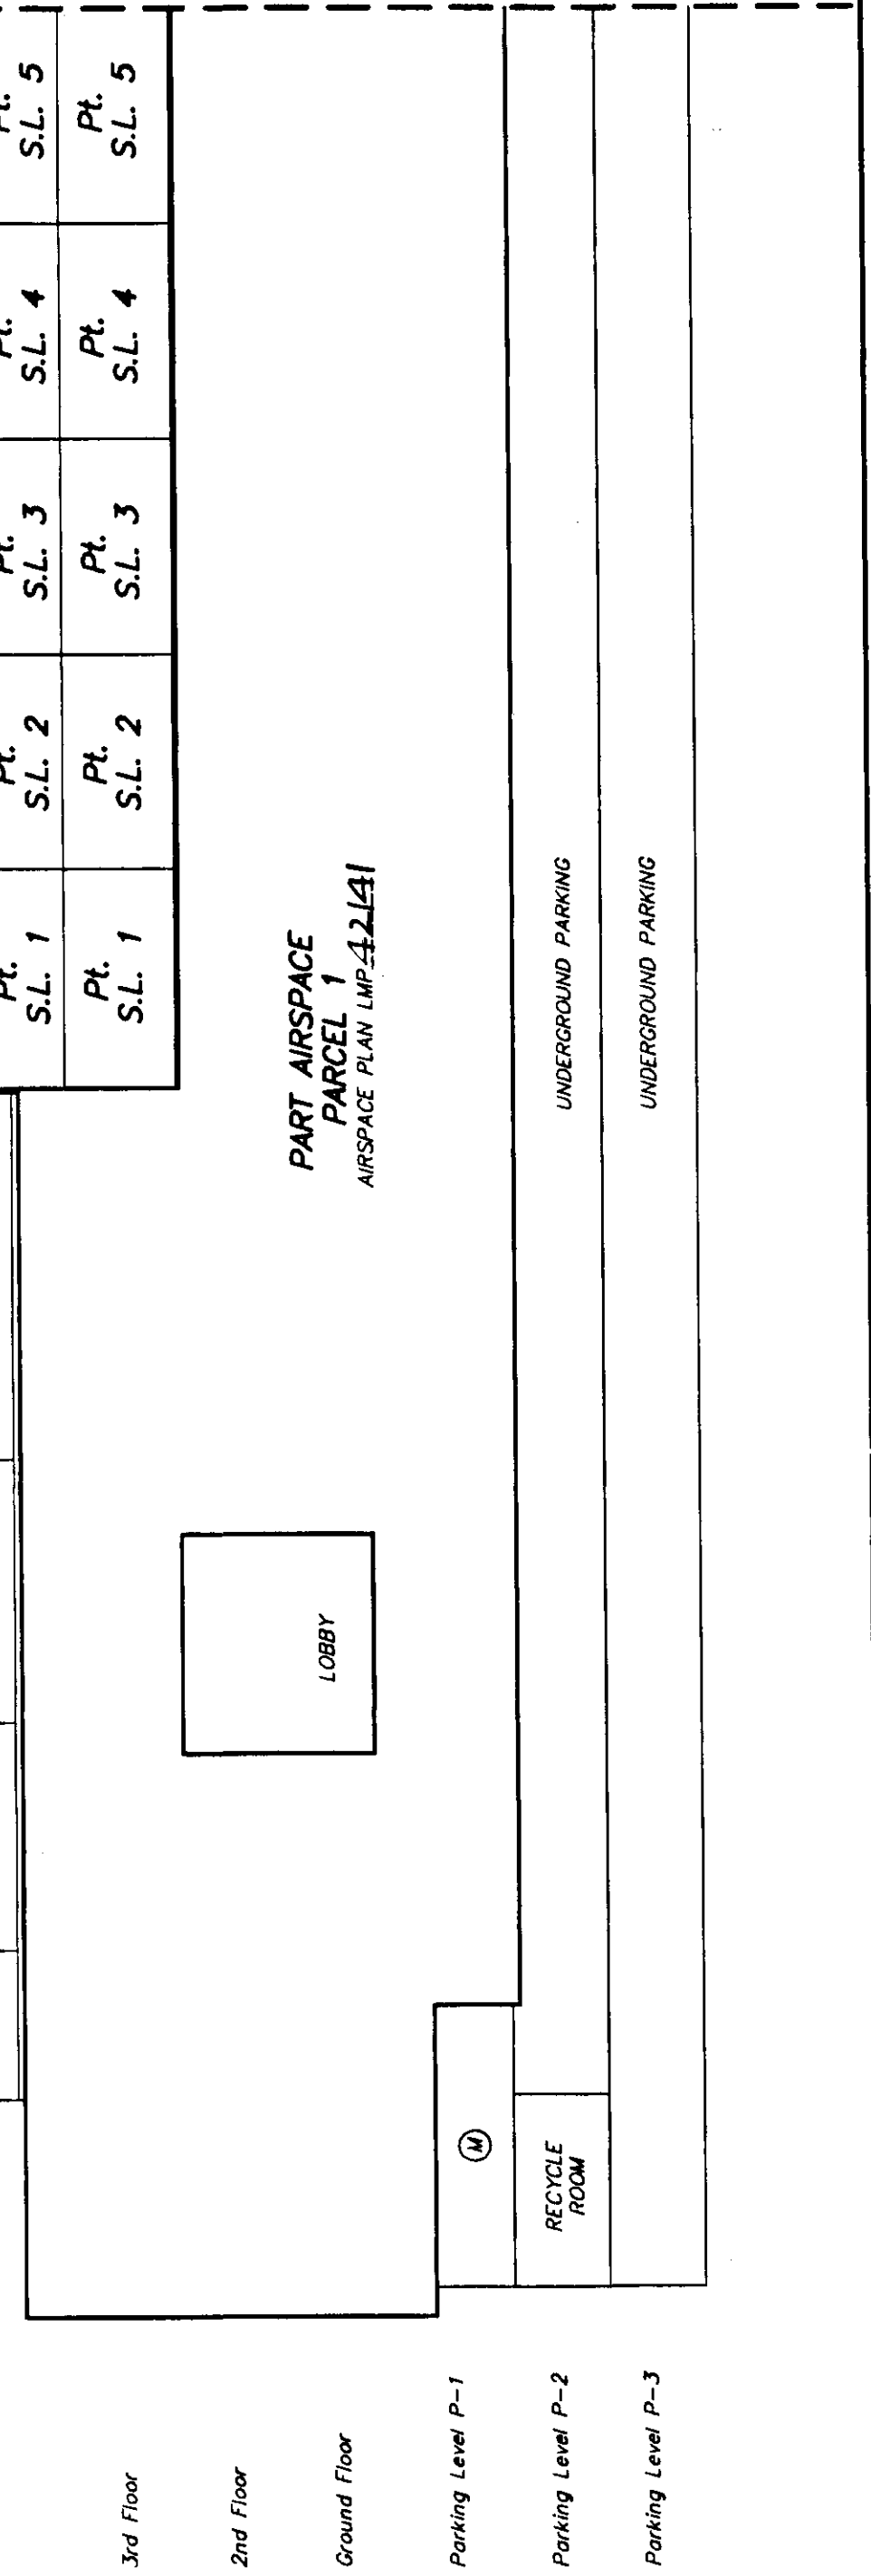 Pt.
S.L. 1
Pt.
S.L. 2
Pt.
S.L. 3
Pt.
S.L. 4
Pt.
S.L. 5
3rd Floor
Pt.
S.L. 1
Pt.
S.L. 2
Pt.
S.L. 3
Pt.
S.L. 4
Pt.
S.L. 5
2nd Floor
PART AIRSPACE
PARCEL 1
AIRSPACE PLAN LMP 42141
Ground Floor
LOBBY
Parking Level P-1
M
Parking Level P-2
RECYCLE
ROOM
UNDERGROUND PARKING
Parking Level P-3
UNDERGROUND PARKING